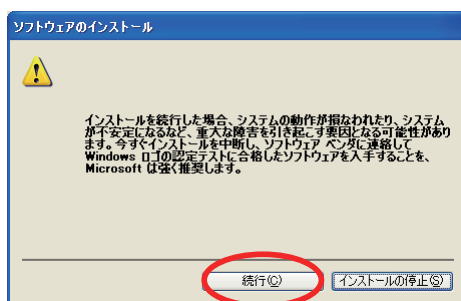 ソフトウェアのインストール
インストールを続行した場合、システムの動作が損なわれたり、システム
が不安定になるなど、重大な障害を引き起こす要因となる可能性があり
ます。今すぐインストールを中断し、ソフトウェア ベンダに連絡して
Windows ロゴの認定テストに合格したソフトウェアを入手することを、
Microsoft は強く推奨します。
続行(C)
インストールの停止(S)